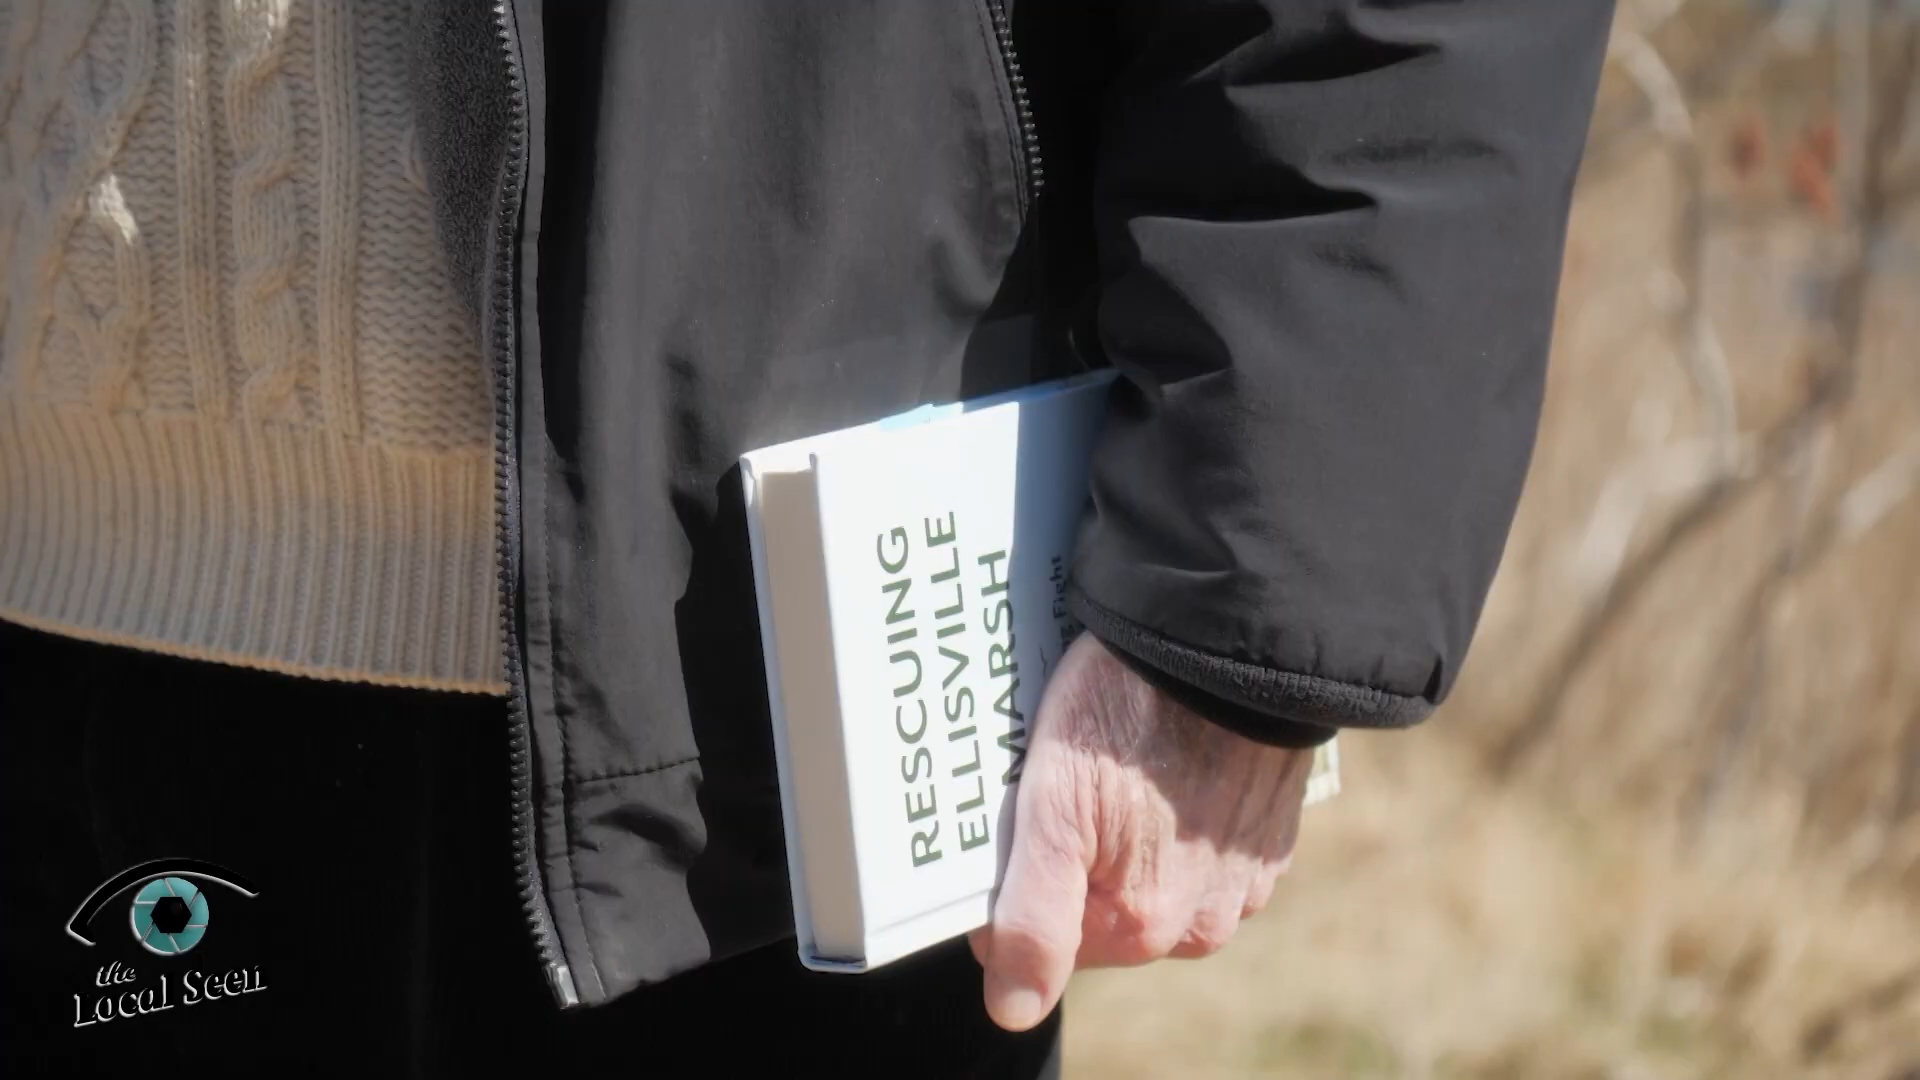 RESCUING
ELLISVILLE
MARSH
Fight
the
Local Seen